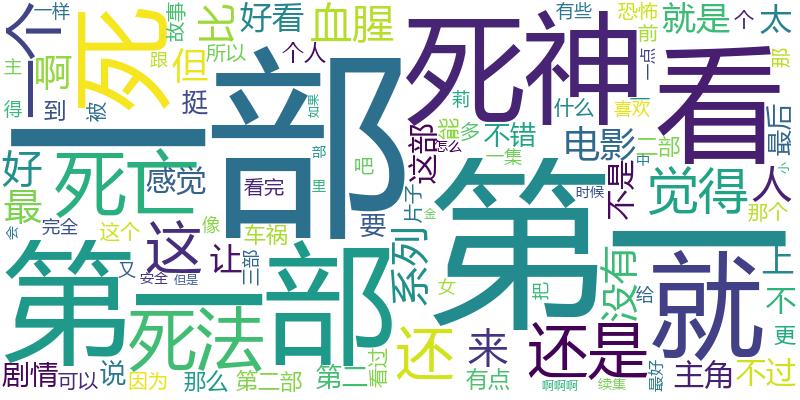 一样
个
死
故事
比
好看
血腥
死神
有些
恐怖
就是
个
太
主
啊
但
跟
所以
个人
前
一点
那
得
到
被
挺
一部
如果
看
莉
什么
喜欢
最后
好
死亡
感觉
部
里
看完
吧
这部
能
多
不错
怎么
一集
电影
二部
中
小
最
不是
觉得
人
时候
那个
会
完全
这个
这
像
车祸
要
片子
金
第一
让
三部
系列
又
安全
但是
女
把
没有
给
就
上
不
更
第一部
死法
还
来
还是
剧情
可以
说
因为
那么
第二部
第二
看过
有点
啊啊啊
续集
最好
主角
不过